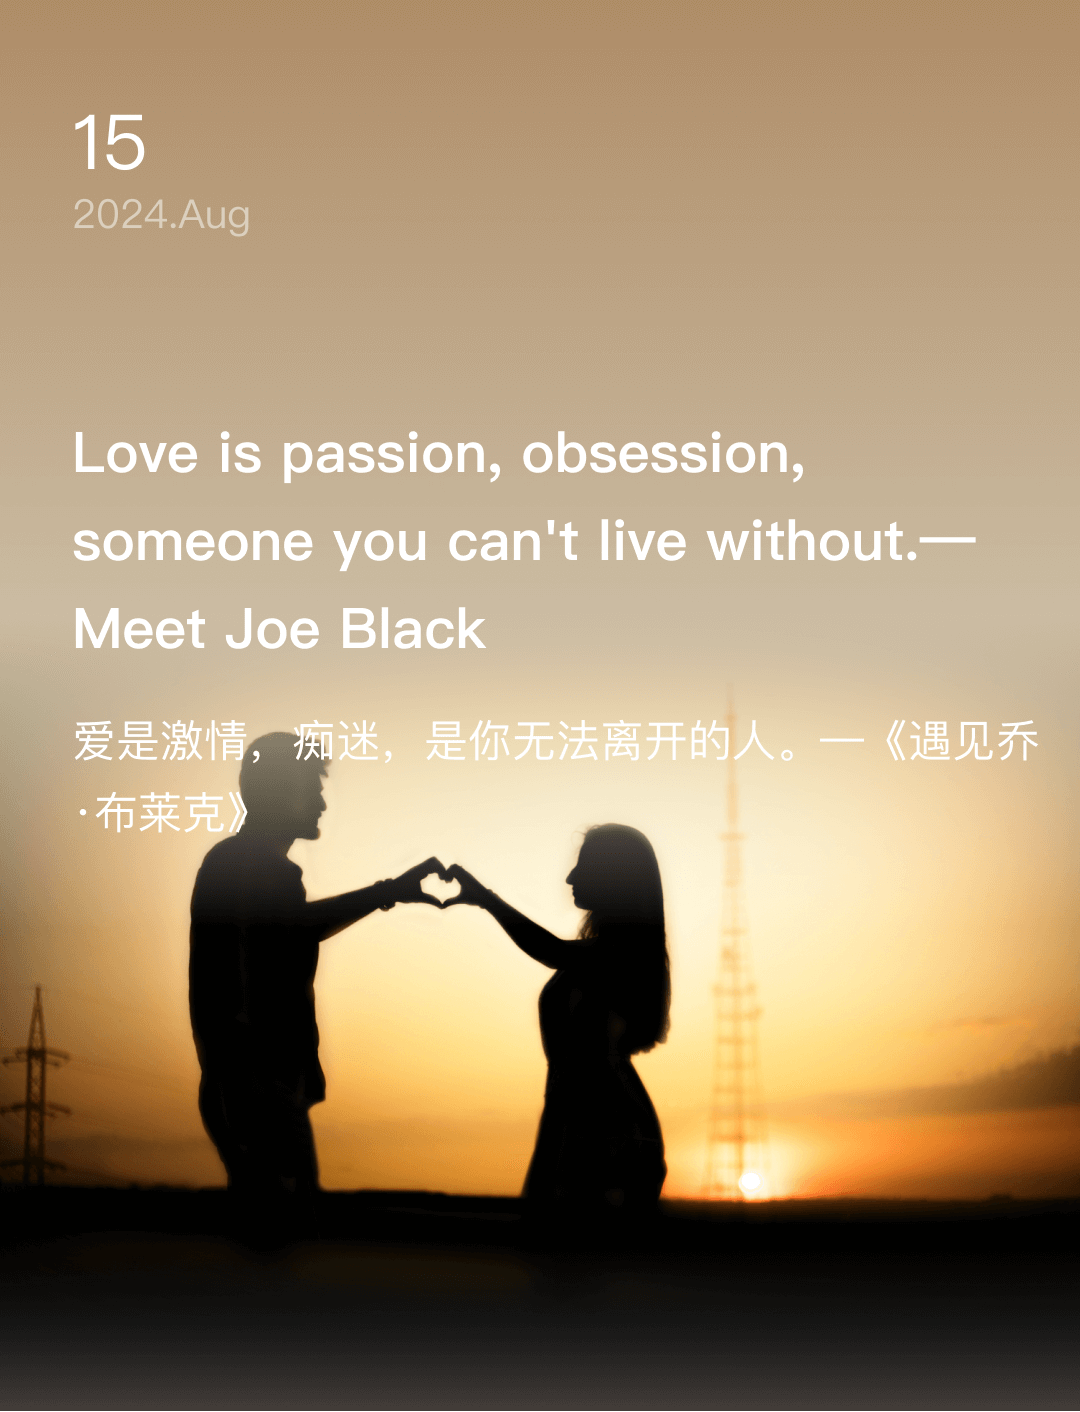 15
2024.Aug
Love is passion, obsession,
someone you can't live without.—
Meet Joe Black
爱是激情，痴迷，是你无法离开的人。—《遇见乔
·布莱克》